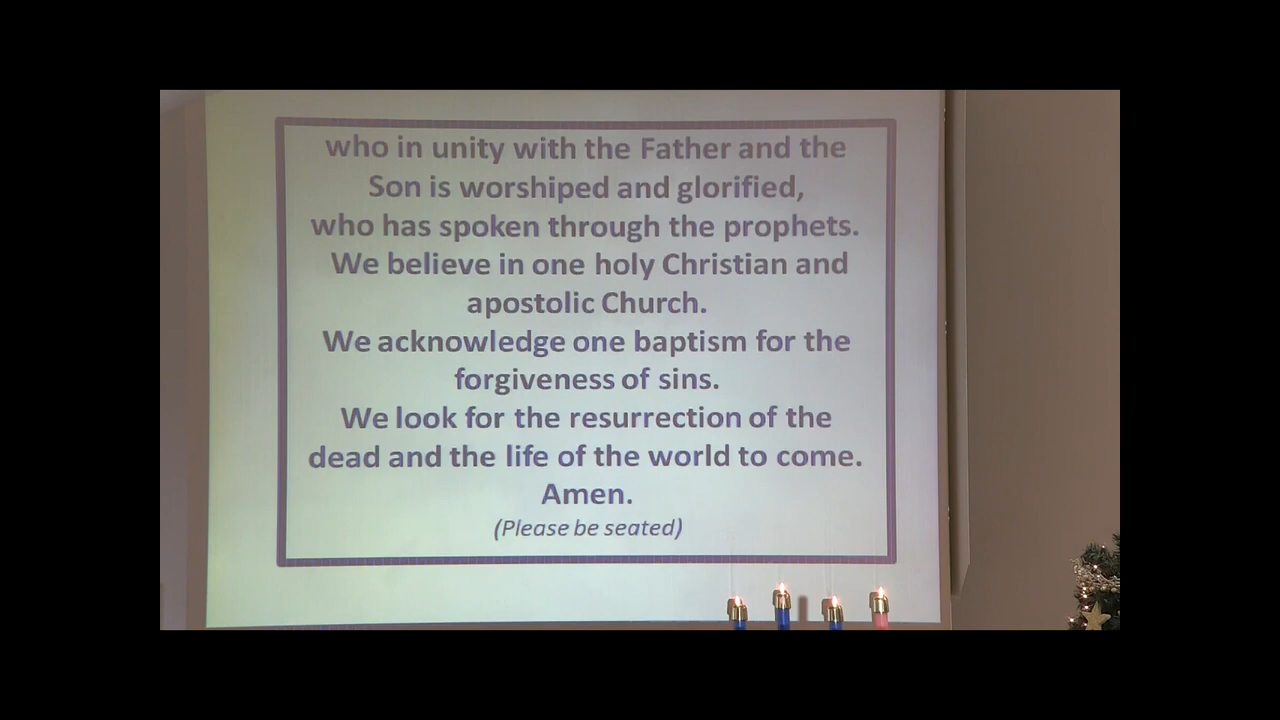 who in unity with the Father and the
Son is worshiped and glorified,
who has spoken through the prophets.
We believe in one holy Christian and
apostolic Church.
We acknowledge one baptism for the
forgiveness of sins.
We look for the resurrection of the
dead and the life of the world to come.
Amen.
(Please be seated)